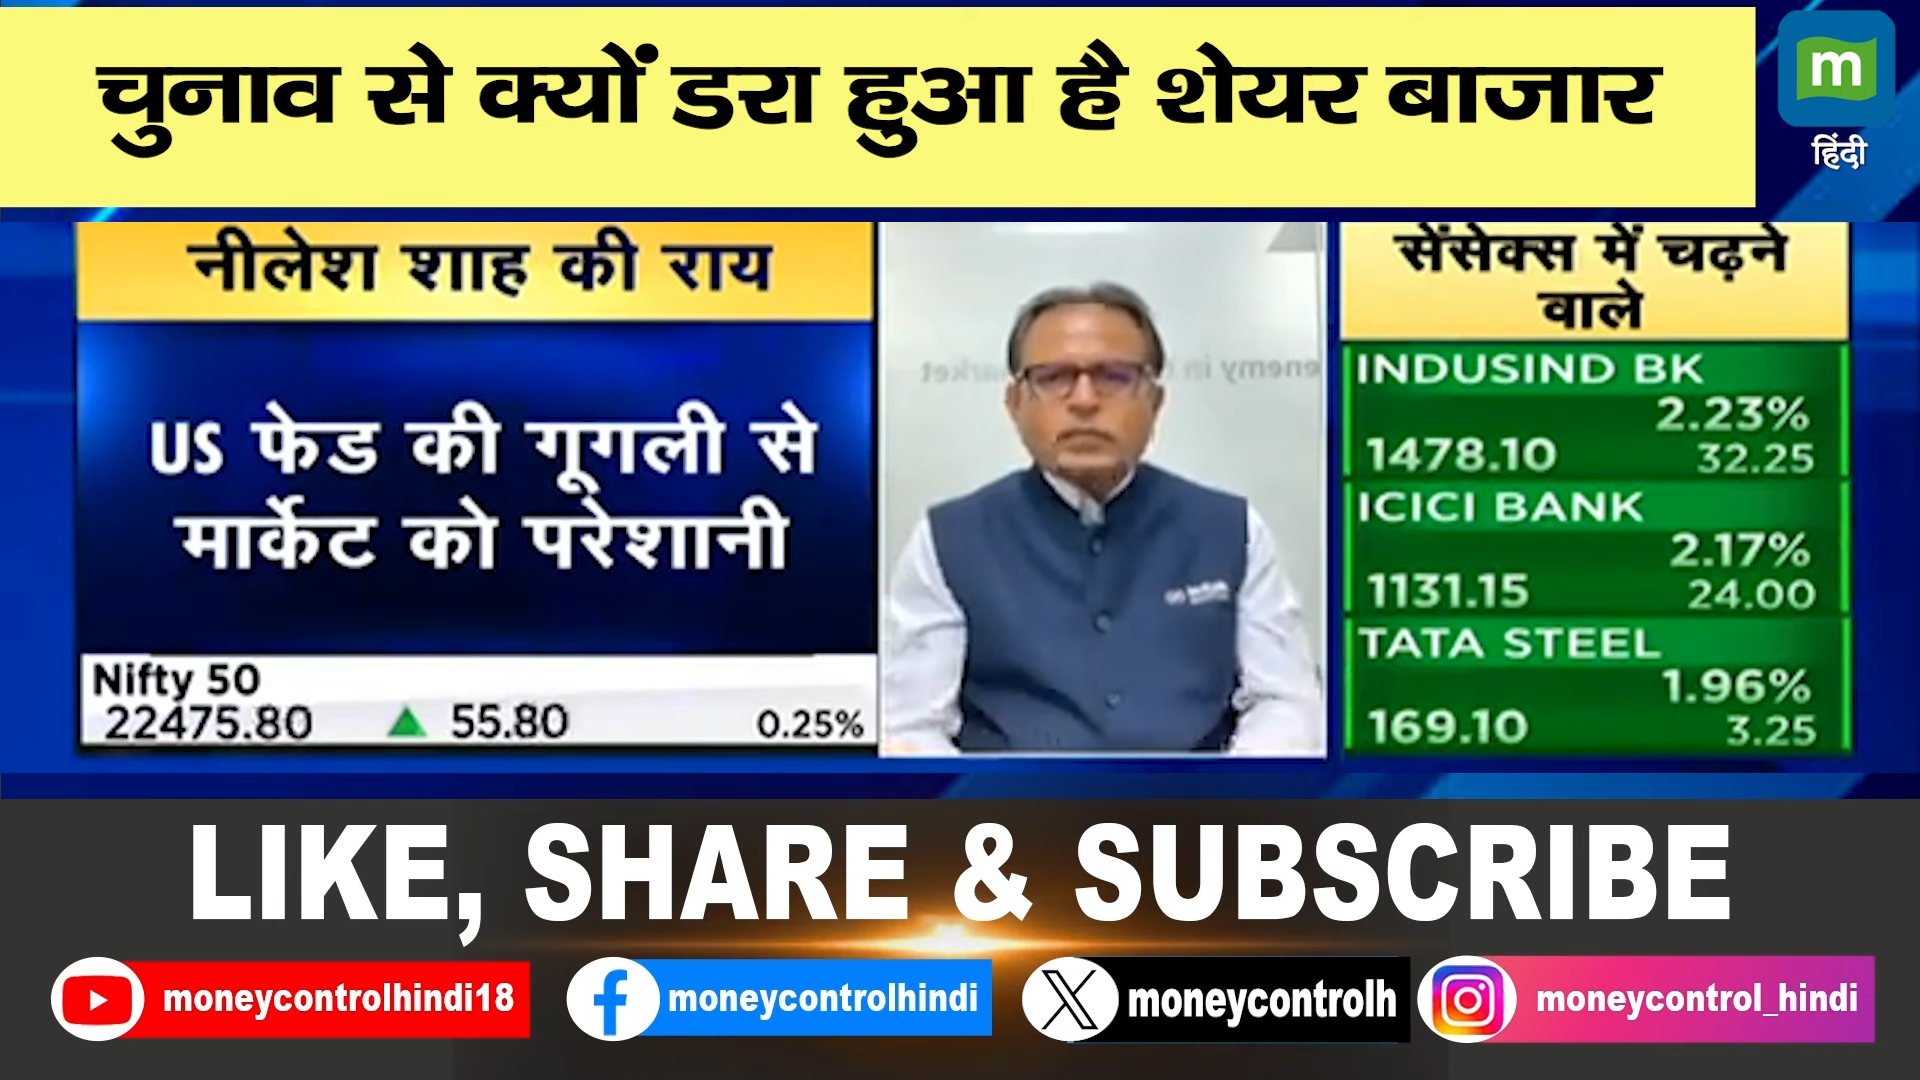 चुनाव से क्यों डरा हुआ है शेयर बाजार
m
हिंदी
नीलेश शाह की राय
US फेड की गूगली से
मार्केट को परेशानी
Nifty 50
22475.80 ▲ 55.80 0.25%
enemy in
सेंसेक्स में चढ़ने
वाले
INDUSIND BK
2.23%
1478.10 32.25
ICICI BANK
2.17%
1131.15 24.00
TATA STEEL
1.96%
169.10 3.25
LIKE, SHARE & SUBSCRIBE
moneycontrolhindi18
moneycontrolhindi
moneycontrolh
moneycontrol_hindi